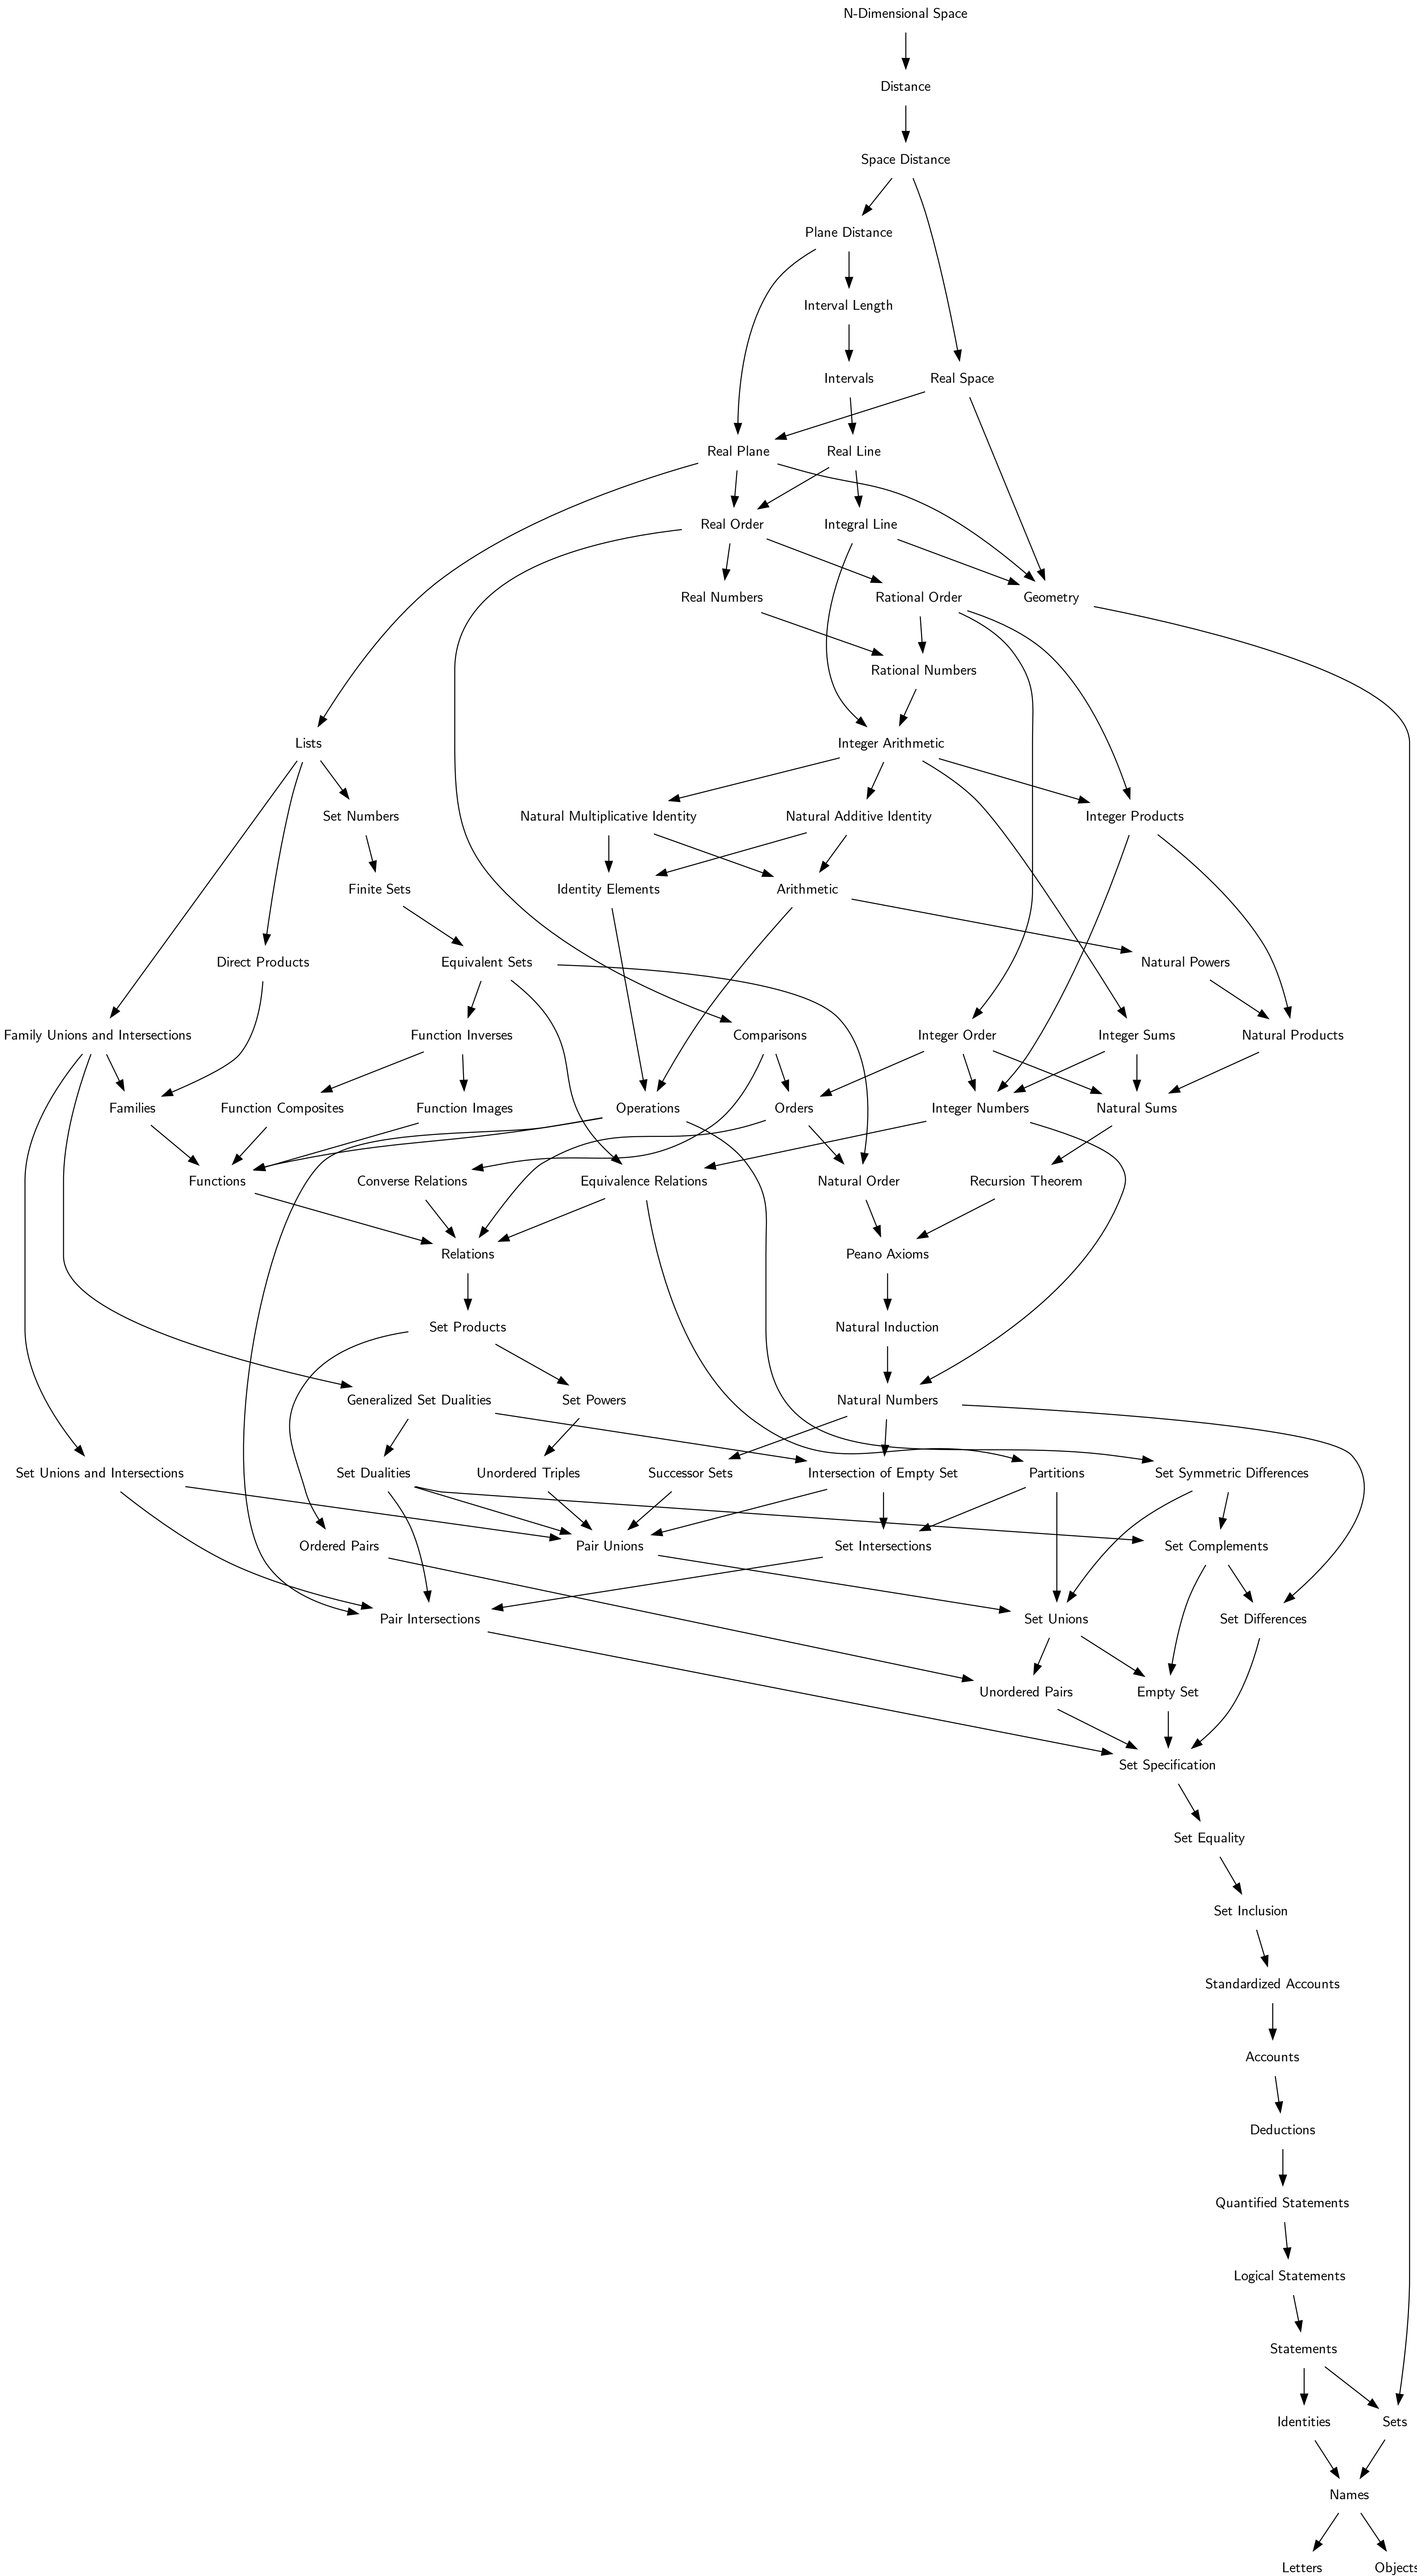 N-Dimensional Space
Distance
Space Distance
Plane Distance
Interval Length
Intervals
Real Space
Real Plane
Real Line
Real Order
Integral Line
Real Numbers
Rational Order
Geometry
Rational Numbers
Lists
Integer Arithmetic
Set Numbers
Natural Multiplicative Identity
Natural Additive Identity
Integer Products
Finite Sets
Identity Elements
Arithmetic
Direct Products
Equivalent Sets
Natural Powers
Family Unions and Intersections
Function Inverses
Comparisons
Integer Order
Integer Sums
Natural Products
Families
Function Composites
Function Images
Operations
Orders
Integer Numbers
Natural Sums
Functions
Converse Relations
Equivalence Relations
Natural Order
Recursion Theorem
Relations
Peano Axioms
Set Products
Natural Induction
Generalized Set Dualities
Set Powers
Natural Numbers
Set Unions and Intersections
Set Dualities
Unordered Triples
Successor Sets
Intersection of Empty Set
Partitions
Set Symmetric Differences
Ordered Pairs
Pair Unions
Set Intersections
Set Complements
Pair Intersections
Set Unions
Set Differences
Unordered Pairs
Empty Set
Set Specification
Set Equality
Set Inclusion
Standardized Accounts
Accounts
Deductions
Quantified Statements
Logical Statements
Statements
Identities
Sets
Names
Letters
Objects